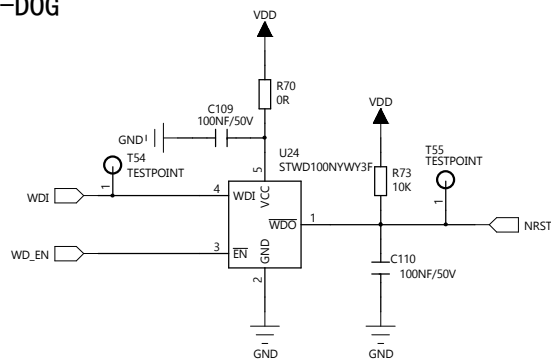 -DOG
VDD
R70
0R
C109
100NF/50V
GND
VDD
U24
STWD100NYWY3F
T54
TESTPOINT
1
5
R73
10K
T55
TESTPOINT
1
WDI
4
WDI
VCC
WDO
1
NRST
WD_EN
3
EN
GND
2
C110
100NF/50V
GND
GND